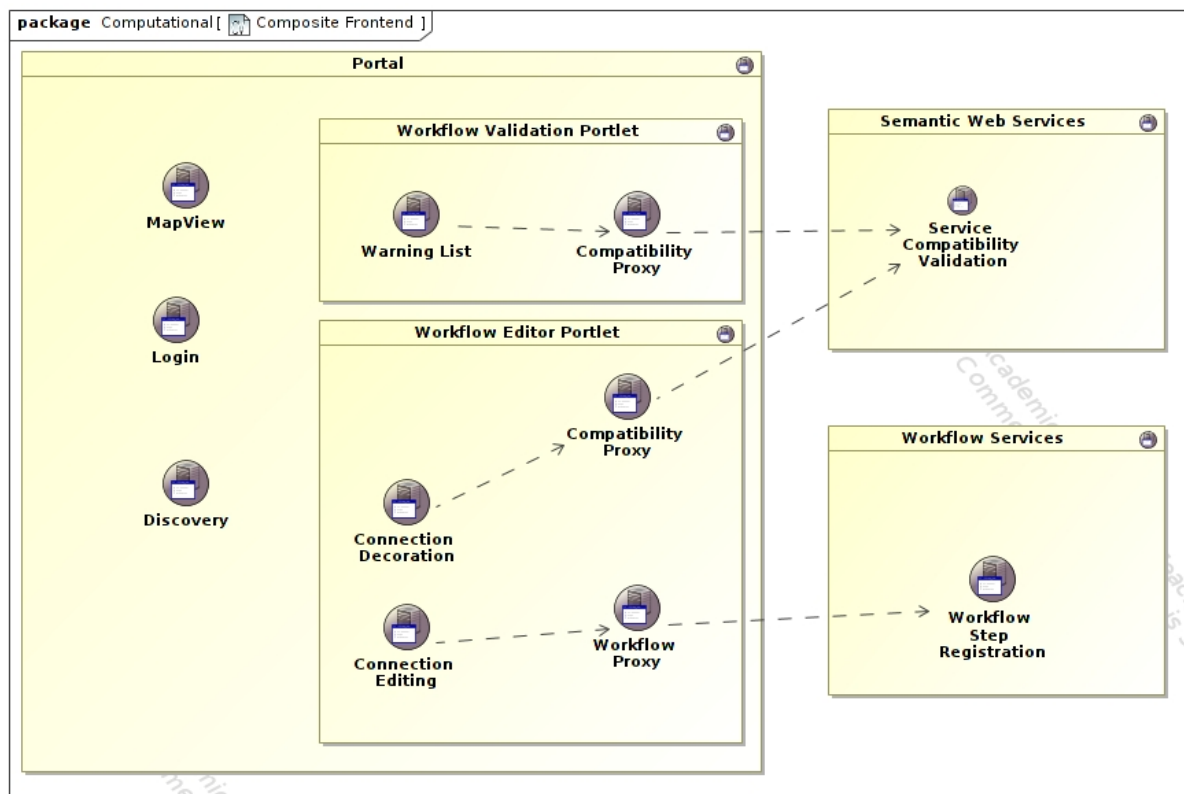 package Computational[ Composite Frontend ]
Portal
Workflow Validation Portlet
Semantic Web Services
MapView
Warning List
Compatibility
Proxy
Service
Compatibility
Validation
Login
Workflow Editor Portlet
Compatibility
Proxy
Workflow Services
Discovery
Connection
Decoration
Connection
Editing
Workflow
Proxy
Workflow
Step
Registration